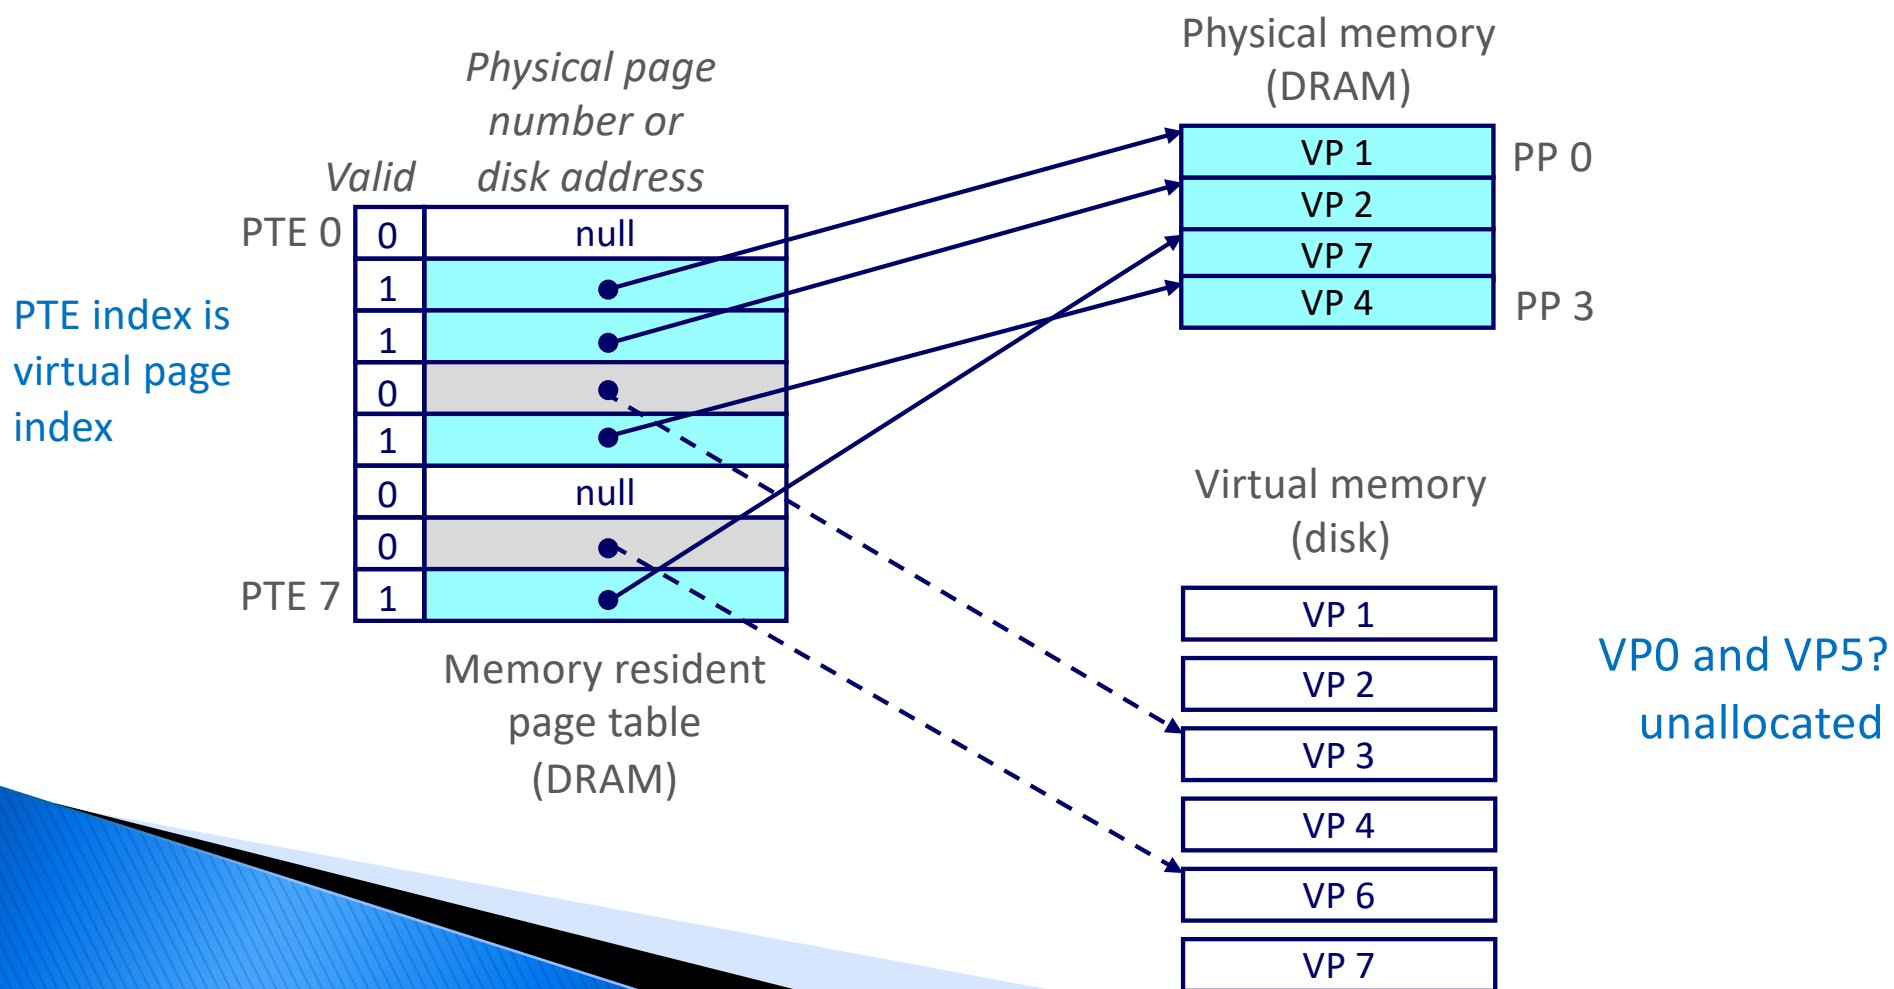 Physical page
number or
disk address
Valid
PTE 0
0
null
1
1
0
1
0
null
0
PTE 7
1
Memory resident
page table
(DRAM)
PTE index is
virtual page
index
Physical memory
(DRAM)
VP 1
PP 0
VP 2
VP 7
VP 4
PP 3
Virtual memory
(disk)
VP 1
VP 2
VP 3
VP 4
VP 6
VP 7
VP0 and VP5?
unallocated